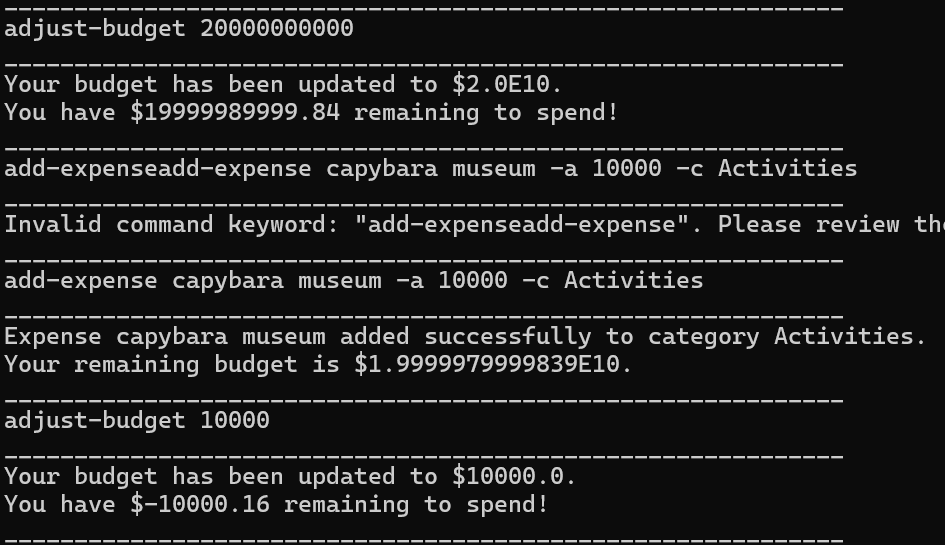 ____________________________________________________________
adjust-budget 20000000000
____________________________________________________________
Your budget has been updated to $2.0E10.
You have $19999989999.84 remaining to spend!
____________________________________________________________
add-expenseadd-expense capybara museum -a 10000 -c Activities
____________________________________________________________
Invalid command keyword: "add-expenseadd-expense". Please review
____________________________________________________________
add-expense capybara museum -a 10000 -c Activities
____________________________________________________________
Expense capybara museum added successfully to category Activities.
Your remaining budget is $1.9999979999839E10.
____________________________________________________________
adjust-budget 10000
____________________________________________________________
Your budget has been updated to $10000.0.
You have $-10000.16 remaining to spend!
____________________________________________________________